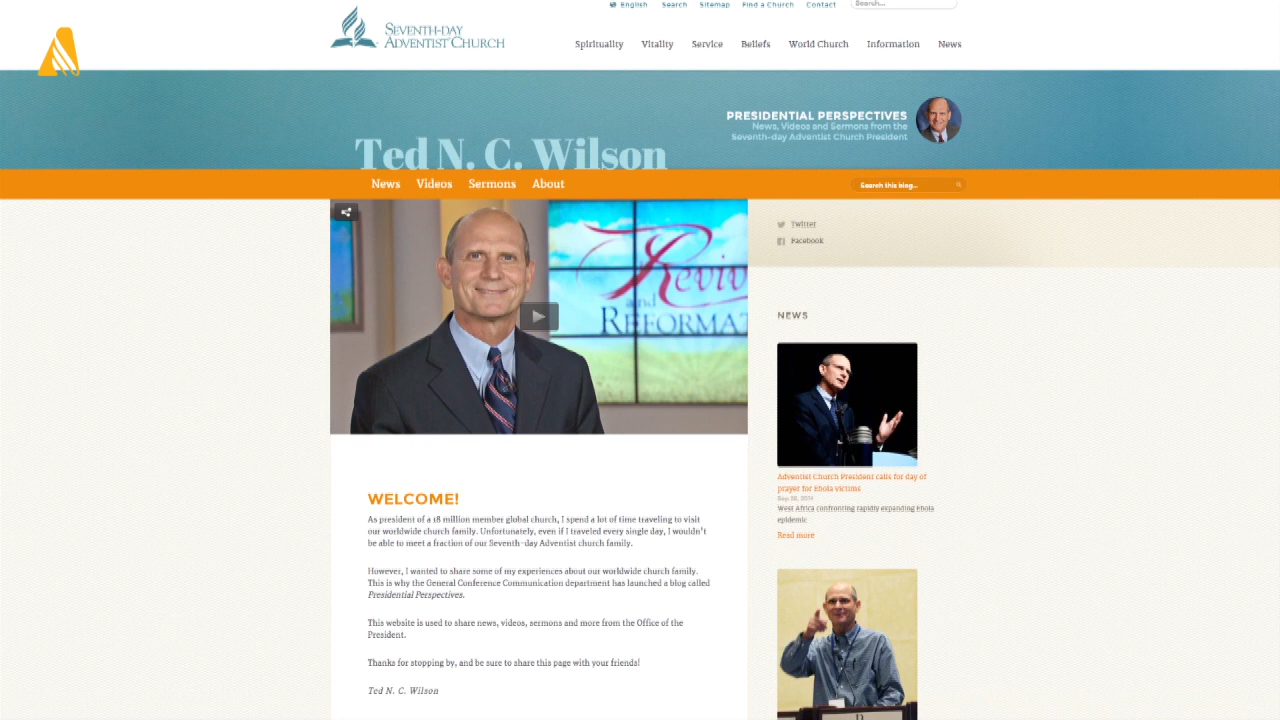 English Search Sitemap Find a Church Contact Search...
SEVENTH-DAY
ADVENTIST CHURCH
Spirituality Vitality Service Beliefs World Church Information News
PRESIDENTIAL PERSPECTIVES
News, Videos and Sermons from the
Seventh-day Adventist Church President
Ted N. C. Wilson
News Videos Sermons About
Search this blog...
Reviv
and
REFORMAT
Twitter
Facebook
NEWS
Adventist Church President calls for day of
prayer for Ebola victims
West Africa confronting rapidly expanding Ebola
epidemic
Read more
WELCOME!
As president of a 18 million member global church, I spend a lot of time traveling to visit
our worldwide church family. Unfortunately, even if I traveled every single day, I wouldn't
be able to meet a fraction of our Seventh-day Adventist church family.
However, I wanted to share some of my experiences about our worldwide church family.
This is why the General Conference Communication department has launched a blog called
Presidential Perspectives.
This website is used to share news, videos, sermons and more from the Office of the
President.
Thanks for stopping by, and be sure to share this page with your friends!
Ted N. C. Wilson